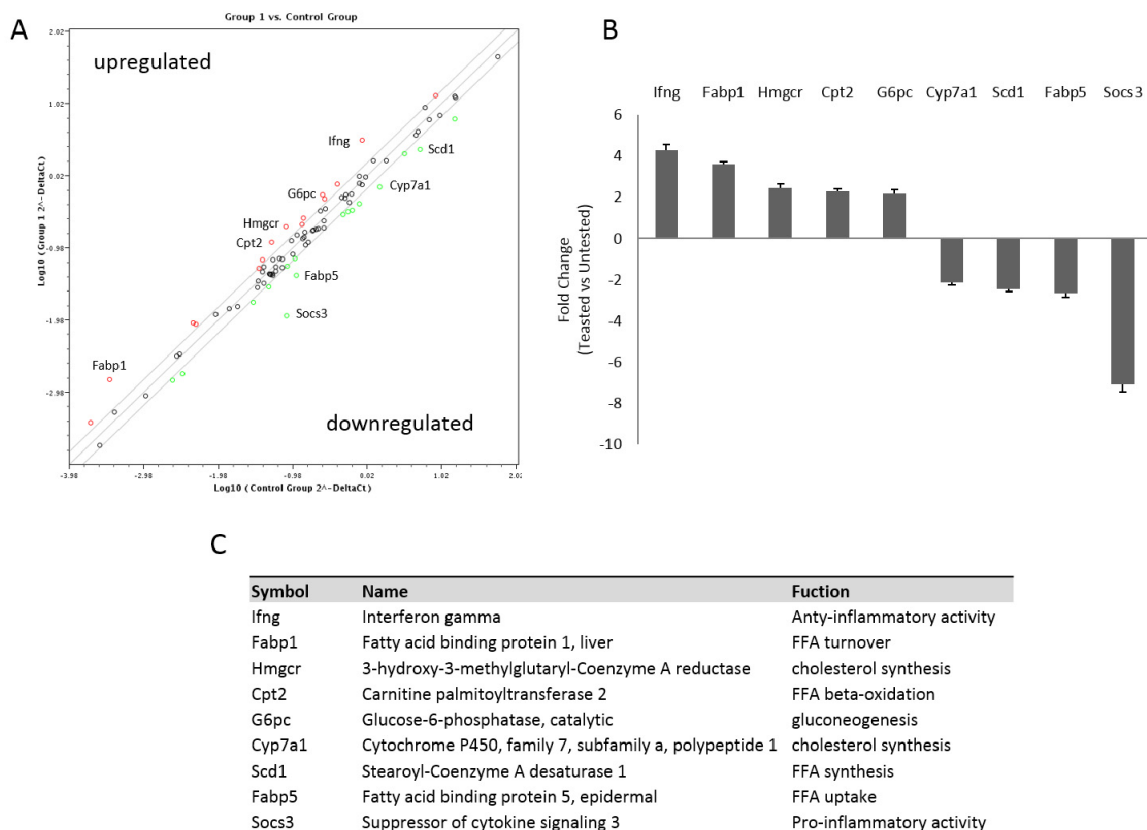 A
Group 1 vs. Control Group
2.02
1.02
0.02
-0.98
-1.98
-2.98
Log10 (Group 1 2^-DeltaCt)
upregulated
Ifng
Scd1
G6pc
Cyp7a1
Hmgcr
Cpt2
Fabp5
Socs3
Fabp1
downregulated
-3.98 -2.98 -1.98 -0.98 0.02 1.02 2.02
Log10 (Control Group 2^-DeltaCt)
B
Ifng Fabp1 Hmgcr Cpt2 G6pc Cyp7a1 Scd1 Fabp5 Socs3
6
4
2
0
-2
-4
-6
-8
-10
Fold Change
(Teasted vs Untested)
C
Symbol Name Fuction
Ifng Interferon gamma Anty-inflammatory activity
Fabp1 Fatty acid binding protein 1, liver FFA turnover
Hmgcr 3-hydroxy-3-methylglutaryl-Coenzyme A reductase cholesterol synthesis
Cpt2 Carnitine palmitoyltransferase 2 FFA beta-oxidation
G6pc Glucose-6-phosphatase, catalytic gluconeogenesis
Cyp7a1 Cytochrome P450, family 7, subfamily a, polypeptide 1 cholesterol synthesis
Scd1 Stearoyl-Coenzyme A desaturase 1 FFA synthesis
Fabp5 Fatty acid binding protein 5, epidermal FFA uptake
Socs3 Suppressor of cytokine signaling 3 Pro-inflammatory activity